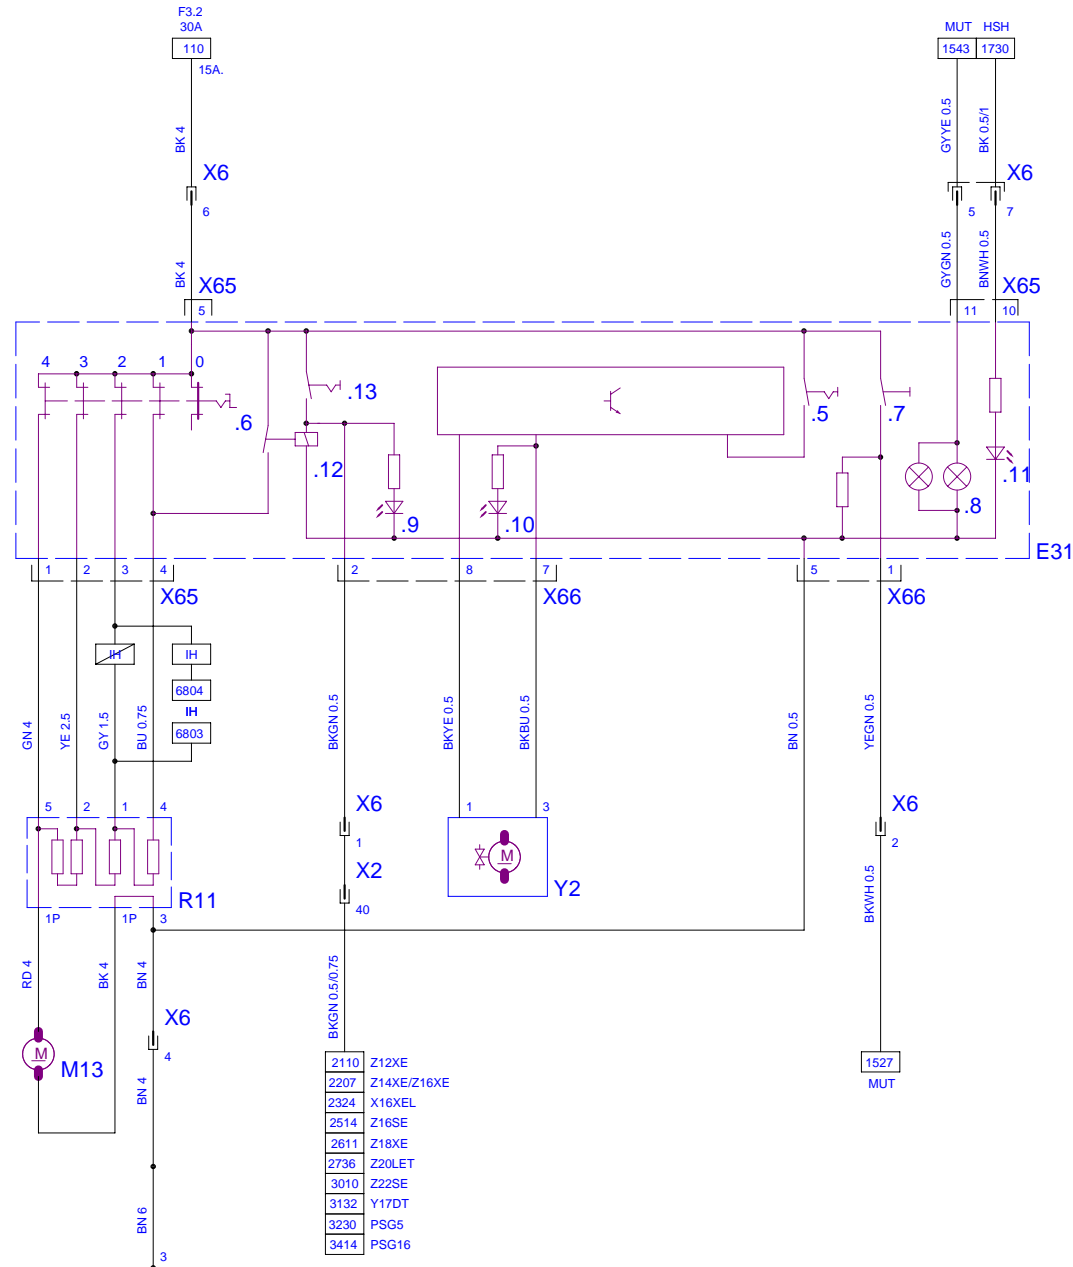 F3.2
30A
MUT HSH
110
1543 1730
15A.
BK 4
GYYE 0.5
BK 0.5/1
X6
X6
6
5
7
BK 4
GYGN 0.5
BNWH 0.5
X65
X65
5
11
10
4 3 2 1 0
.13
.6
.5
.7
.12
.11
.9
.10
.8
E31
1 2 3 4
2
8
7
5
1
X65
X66
X66
IH
IH
6804
IH
6803
GN 4
YE 2.5
GY 1.5
BU 0.75
BKGN 0.5
BKYE 0.5
BKBU 0.5
BN 0.5
YEGN 0.5
5 2 1 4
X6
1
3
X6
1
2
M
X2
Y2
R11
1P
1P
3
40
BKWH 0.5
RD 4
BK 4
BN 4
BKGN 0.5/0.75
X6
4
M
M13
BN 4
2110 Z12XE
2207 Z14XE/Z16XE
2324 X16XEL
2514 Z16SE
2611 Z18XE
2736 Z20LET
3010 Z22SE
3132 Y17DT
3230 PSG5
3414 PSG16
1527
MUT
BN 6
3